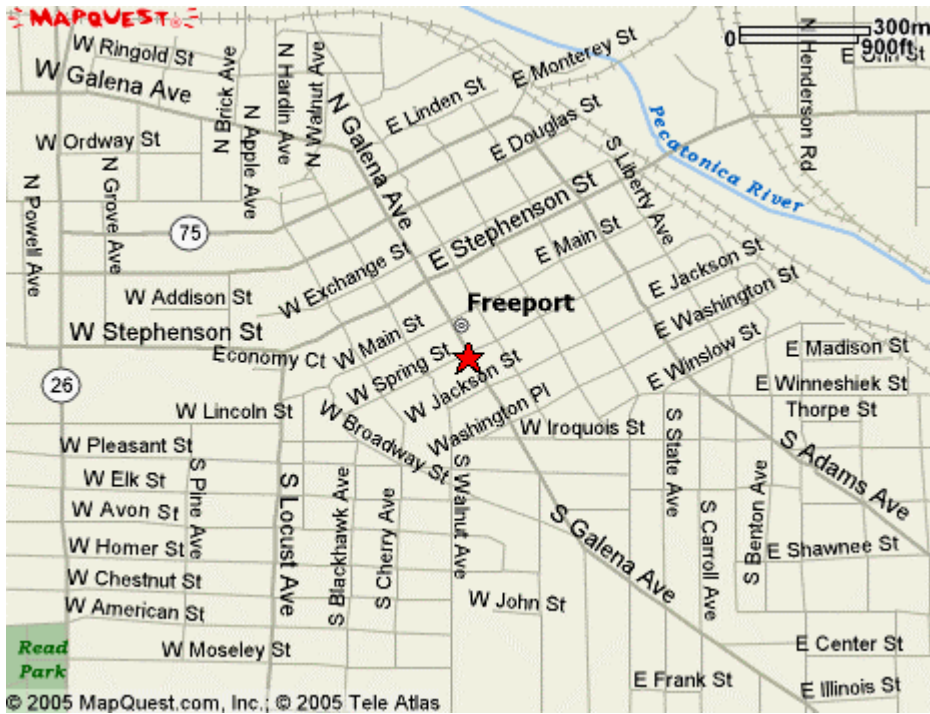 MAPQUEST
300m
0
900ft
W Ringold St
N Brick Ave
N Hardin Ave
N Walnut Ave
N Galena Ave
E Linden St
E Monterey St
N Henderson Rd
W Galena Ave
E Douglas St
Pecatonica River
W Ordway St
N Apple Ave
S Liberty Ave
N Powell Ave
N Grove Ave
75
E Stephenson St
E Main St
W Exchange St
E Jackson St
W Addison St
Freeport
E Washington St
W Stephenson St
W Main St
Economy Ct
E Madison St
26
W Spring St
W Jackson St
E Winslow St
E Winneshiek St
W Lincoln St
W Broadway St
Washington Pl
W Iroquois St
Thorpe St
W Pleasant St
S Adams Ave
W Elk St
S Pine Ave
S Locust Ave
S Blackhawk Ave
S Cherry Ave
S Walnut Ave
S State Ave
S Carroll Ave
S Benton Ave
W Avon St
S Galena Ave
W Homer St
E Shawnee St
W Chestnut St
W John St
W American St
Read
Park
W Moseley St
E Center St
E Frank St
E Illinois St
© 2005 MapQuest.com, Inc.; © 2005 Tele Atlas